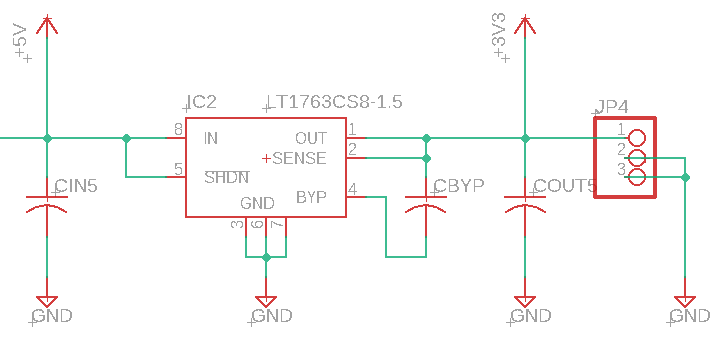 +5V
+3V3
IC2
LT1763CS8-1.5
JP4
8
IN
OUT
1
1
2
SENSE
2
5
SHDN
3
CIN5
GND
BYP
4
CBYP
COUT5
3
6
7
GND
GND
GND
GND